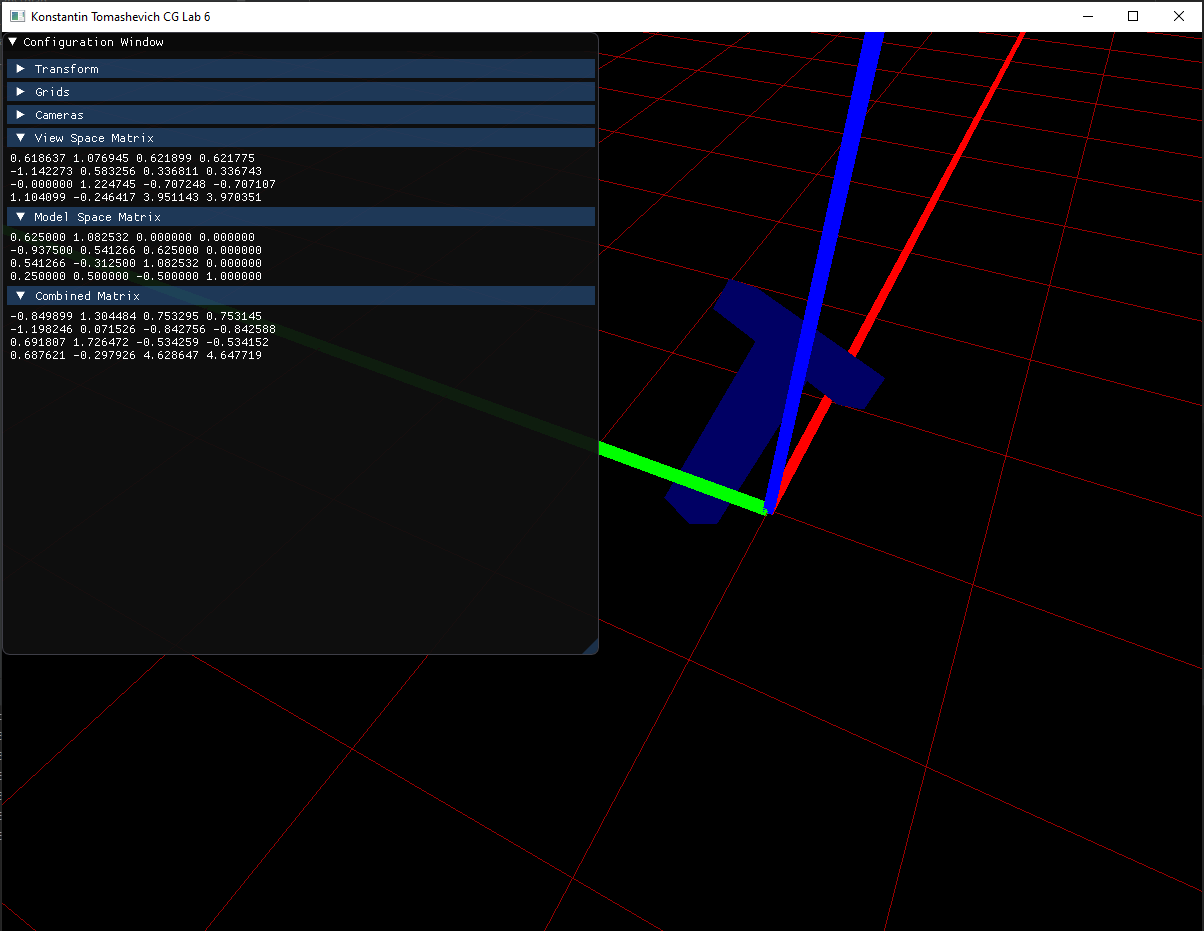 Konstantin Tomashevich CG Lab 6
Configuration Window
Transform
Grids
Cameras
View Space Matrix
0.618637 1.076945 0.621899 0.621775
-1.142273 0.583256 0.336811 0.336743
-0.000000 1.224745 -0.707248 -0.707107
1.104099 -0.246417 3.951143 3.970351
Model Space Matrix
0.625000 1.082532 0.000000 0.000000
-0.937500 0.541266 0.625000 0.000000
0.541266 -0.312500 1.082532 0.000000
0.250000 0.500000 -0.500000 1.000000
Combined Matrix
-0.849899 1.304484 0.753295 0.753145
-1.198246 0.071526 -0.842756 -0.842588
0.691807 1.726472 -0.534259 -0.534152
0.687621 -0.297926 4.628647 4.647719